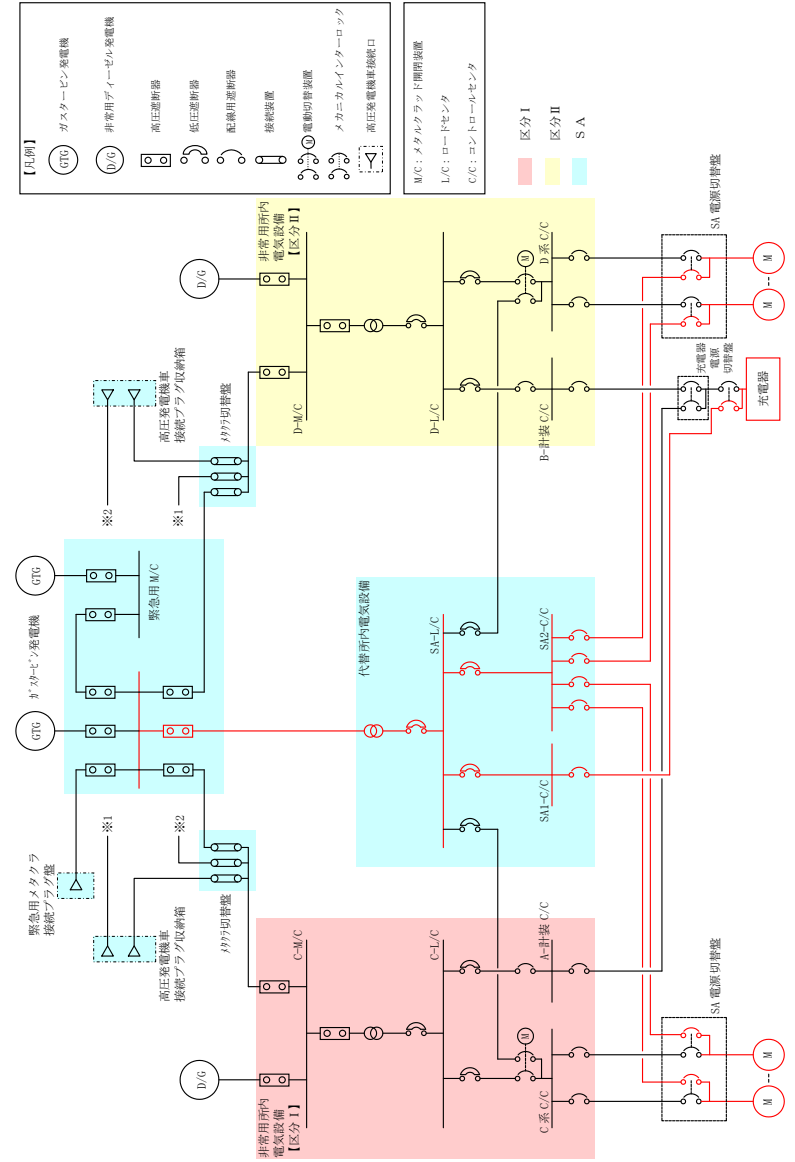 【凡例】
GTG
ガスタービン発電機
D/G
非常用ディーゼル発電機
高圧遮断器
低圧遮断器
配線用遮断器
接続装置
M
電動切替装置
メカニカルインターロック
高圧発電機車接続口
M/C：メタルクラッド開閉装置
L/C：ロードセンタ
C/C：コントロールセンタ
区分Ⅰ
区分Ⅱ
ＳＡ
緊急用メタクラ
接続プラグ盤
高圧発電機車
接続プラグ収納箱
※1
※2
ﾒﾀｸﾗ切替盤
GTG
ｶﾞｽﾀｰﾋﾞﾝ発電機
GTG
緊急用 M/C
高圧発電機車
接続プラグ収納箱
※2
※1
ﾒﾀｸﾗ切替盤
D/G
非常用所内
電気設備
【区分Ⅰ】
C-M/C
C-L/C
M
C 系 C/C
A-計装 C/C
代替所内電気設備
SA-L/C
SA1-C/C
SA2-C/C
D/G
非常用所内
電気設備
【区分Ⅱ】
D-M/C
D-L/C
M
B-計装 C/C
D 系 C/C
SA 電源切替盤
M
M
充電器
電源
切替盤
充電器
SA 電源切替盤
M
M